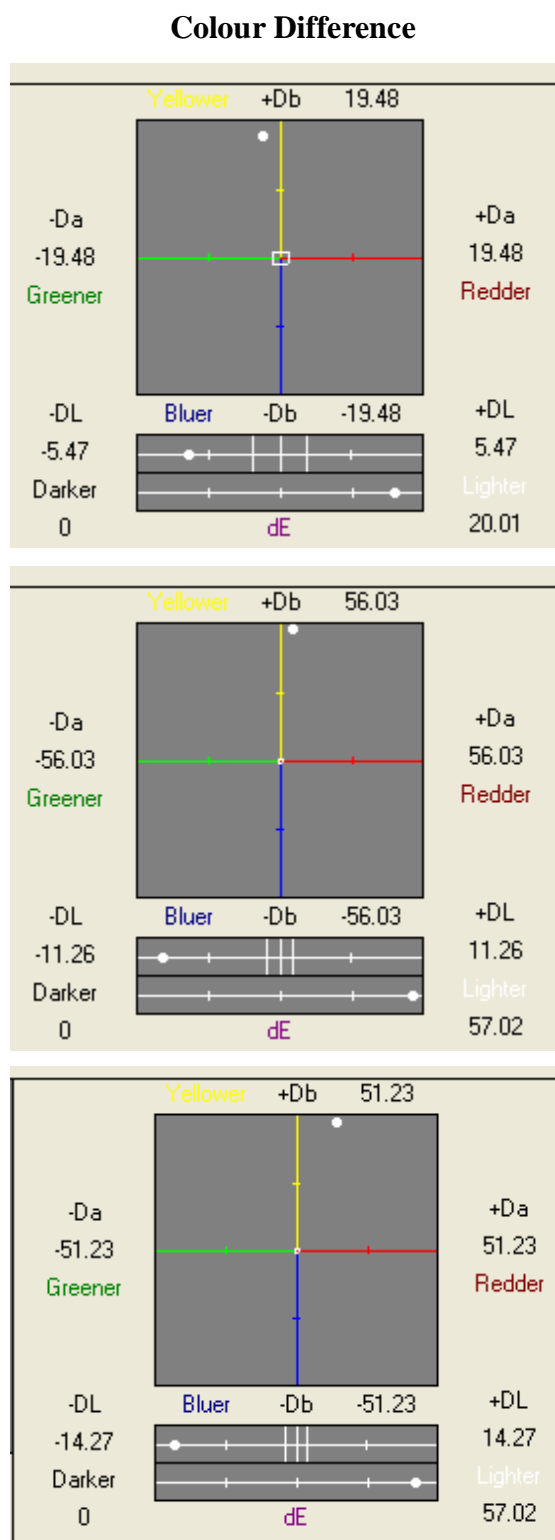 Colour Difference
Yellower +Db 19.48
-Da +Da
-19.48 19.48
Greener Redder
-DL Bluer -Db -19.48 +DL
-5.47 5.47
Darker Lighter
0 dE 20.01
Yellower +Db 56.03
-Da +Da
-56.03 56.03
Greener Redder
-DL Bluer -Db -56.03 +DL
-11.26 11.26
Darker Lighter
0 dE 57.02
Yellower +Db 51.23
-Da +Da
-51.23 51.23
Greener Redder
-DL Bluer -Db -51.23 +DL
-14.27 14.27
Darker Lighter
0 dE 57.02